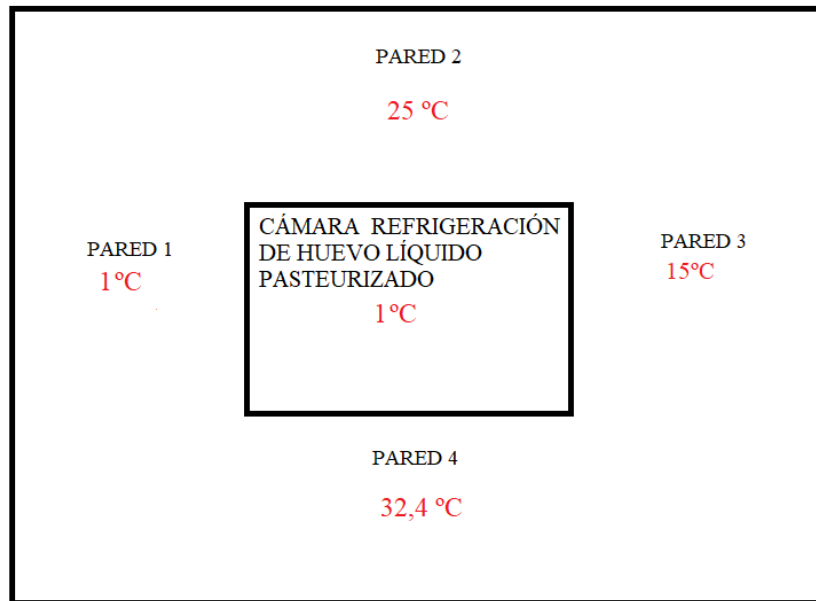 PARED 2
25 ºC
CÁMARA REFRIGERACIÓN
DE HUEVO LÍQUIDO
PASTEURIZADO
1ºC
PARED 1
1ºC
PARED 3
15ºC
PARED 4
32,4 ºC